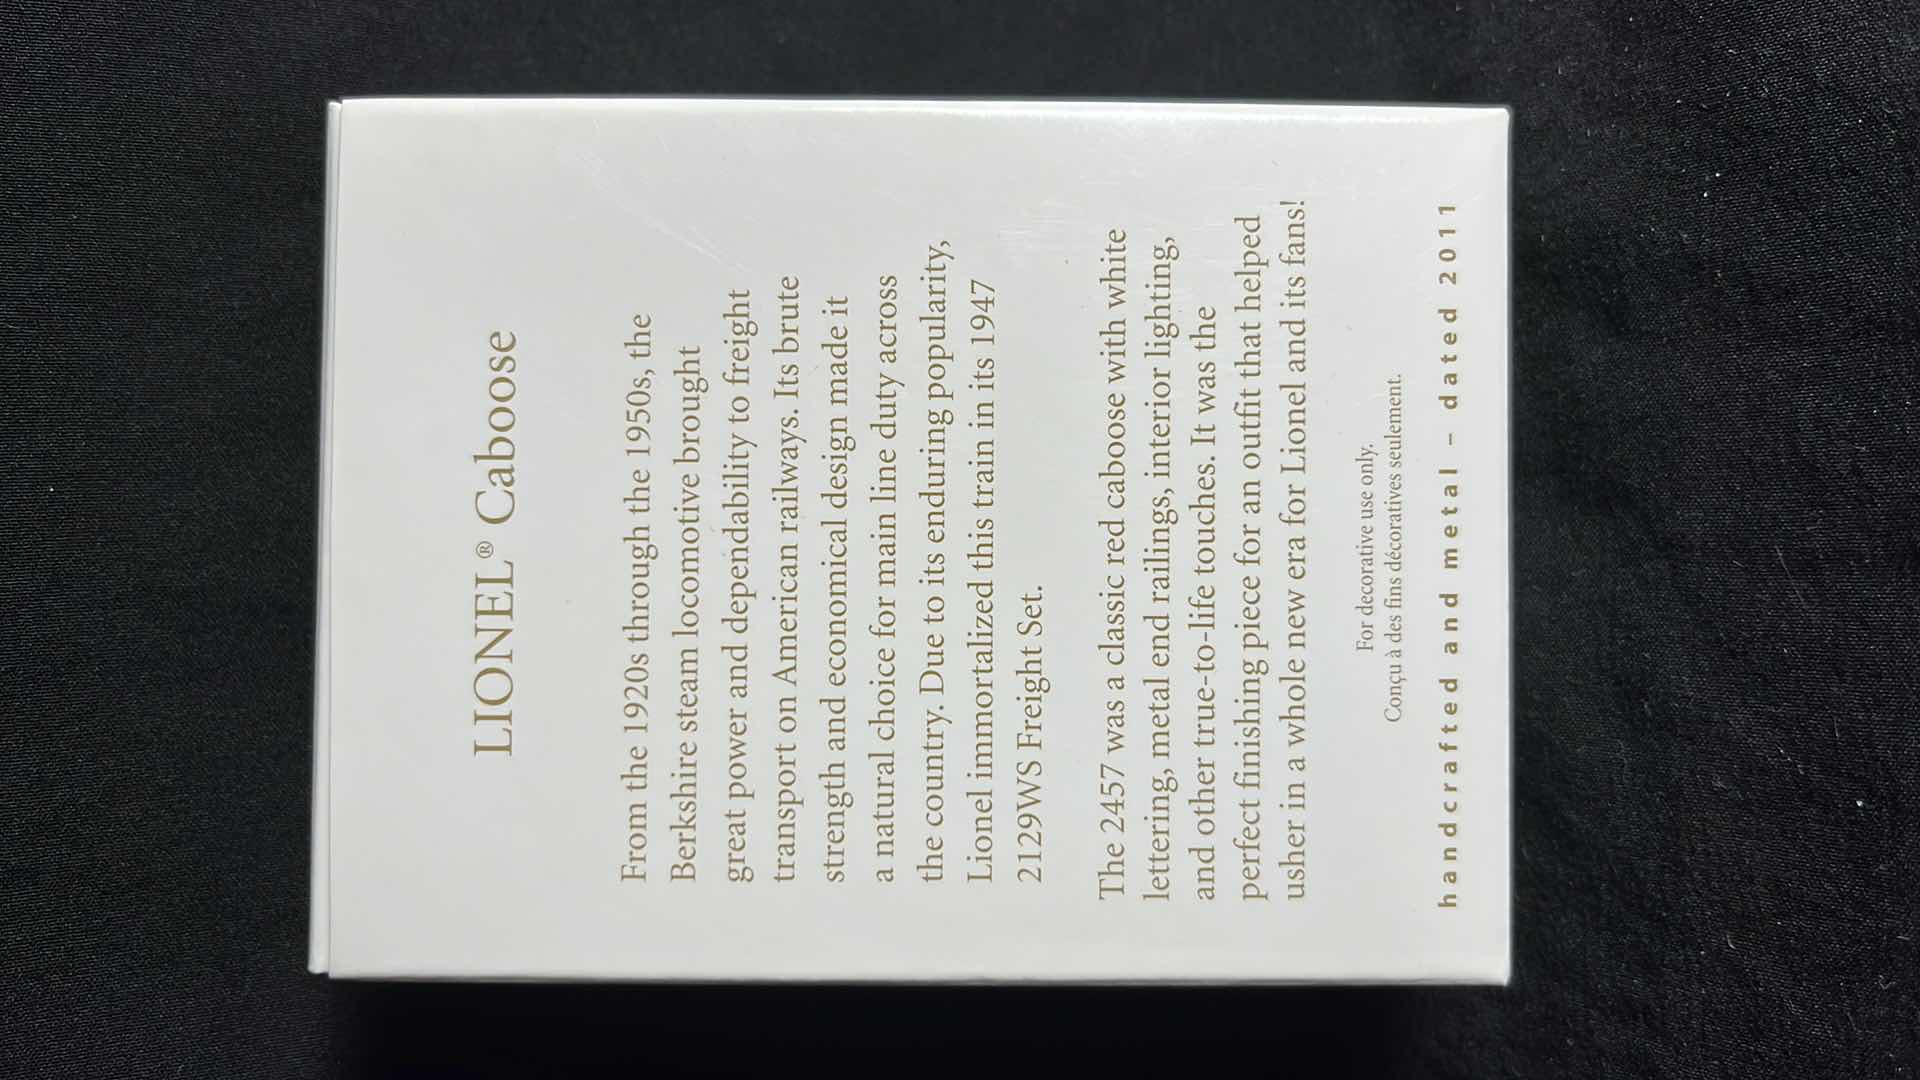 LIONEL® Caboose
From the 1920s through the 1950s, the
Berkshire steam locomotive brought
great power and dependability to freight
transport on American railways. Its brute
strength and economical design made it
a natural choice for main line duty across
the country. Due to its enduring popularity,
Lionel immortalized this train in its 1947
2129WS Freight Set.
The 2457 was a classic red caboose with white
lettering, metal end railings, interior lighting,
and other true-to-life touches. It was the
perfect finishing piece for an outfit that helped
usher in a whole new era for Lionel and its fans!
For decorative use only.
Conçu à des fins décoratives seulement.
handcrafted and metal – dated 2011